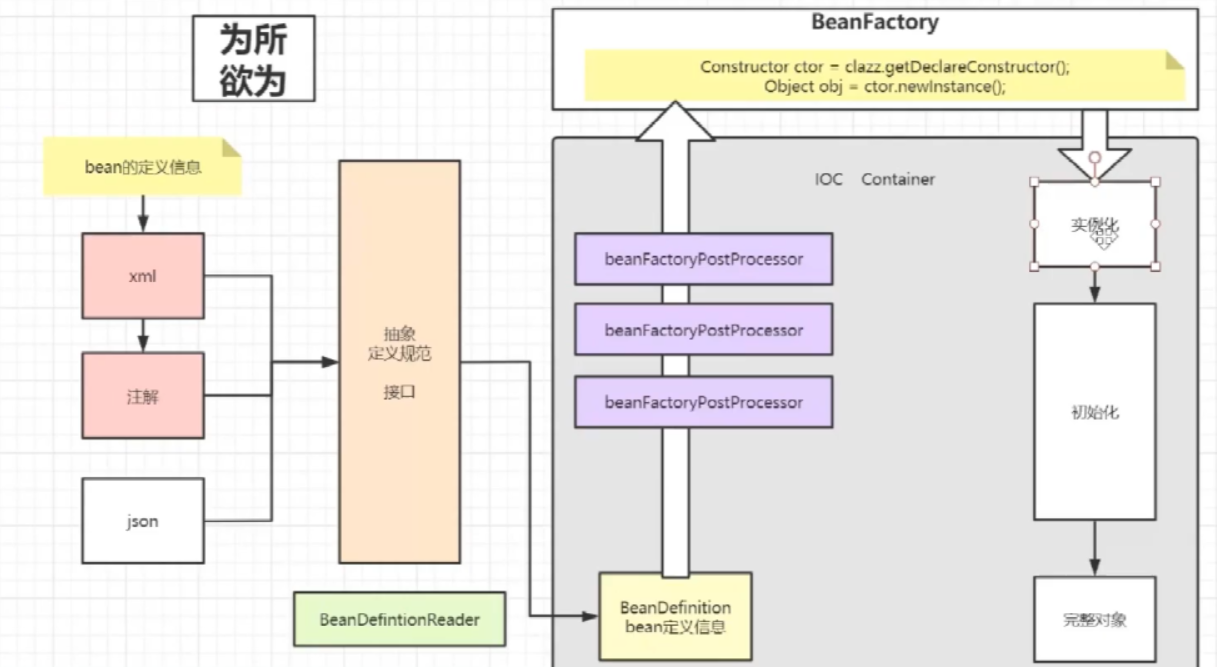 为所
欲为
BeanFactory
Constructor ctor = clazz.getDeclareConstructor();
Object obj = ctor.newInstance();
bean的定义信息
xml
注解
json
抽象
定义规范
接口
BeanDefintionReader
IOC Container
beanFactoryPostProcessor
beanFactoryPostProcessor
beanFactoryPostProcessor
BeanDefinition
bean定义信息
实例化
初始化
完整对象